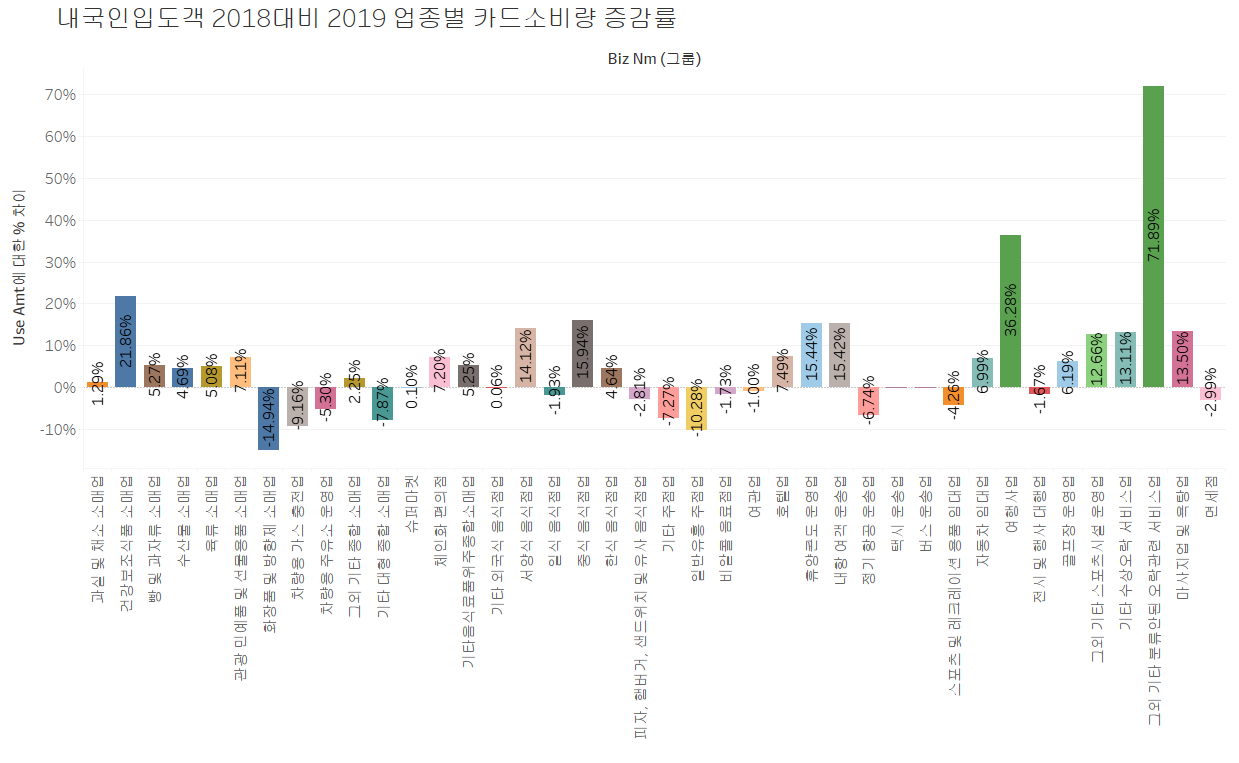 내국인입도객 2018대비 2019 업종별 카드소비량 증감률
Biz Nm (그룹)
Use Amt에 대한 % 차이
70%
60%
50%
40%
30%
20%
10%
0%
-10%
1.29%
21.86%
5.27%
4.69%
5.08%
7.11%
-14.94%
-9.16%
-5.30%
2.25%
-7.87%
0.10%
7.20%
5.25%
0.06%
14.12%
-1.93%
15.94%
4.64%
-2.81%
-7.27%
-10.28%
-1.73%
-1.00%
7.49%
15.44%
15.42%
-6.74%
-4.26%
6.99%
36.28%
-1.67%
6.19%
12.66%
13.11%
71.89%
13.50%
-2.99%
과실 및 채소 소매업
건강보조식품 소매업
빵 및 과자류 소매업
수산물 소매업
육류 소매업
관광 민예품 및 선물용품 소매업
화장품 및 방향제 소매업
차량용 가스 충전업
차량용 주유소 운영업
그외 기타 종합 소매업
기타 대형종합 소매업
슈퍼마켓
체인화 편의점
기타음식료품위주종합소매업
기타 외국식 음식점업
서양식 음식점업
일식 음식점업
중식 음식점업
한식 음식점업
피자, 햄버거, 샌드위치 및 유사 음식점업
기타 주점업
일반유흥 주점업
비알콜 음료점업
여관업
호텔업
휴양콘도 운영업
내항 여객 운송업
정기 항공 운송업
택시 운송업
버스 운송업
스포츠 및 레크레이션 용품 임대업
자동차 임대업
여행사업
전시 및 행사 대행업
골프장 운영업
그외 기타 스포츠시설 운영업
기타 수상오락 서비스업
그외 기타 분류안된 오락관련 서비스업
마사지업 및 욕탕업
면세점